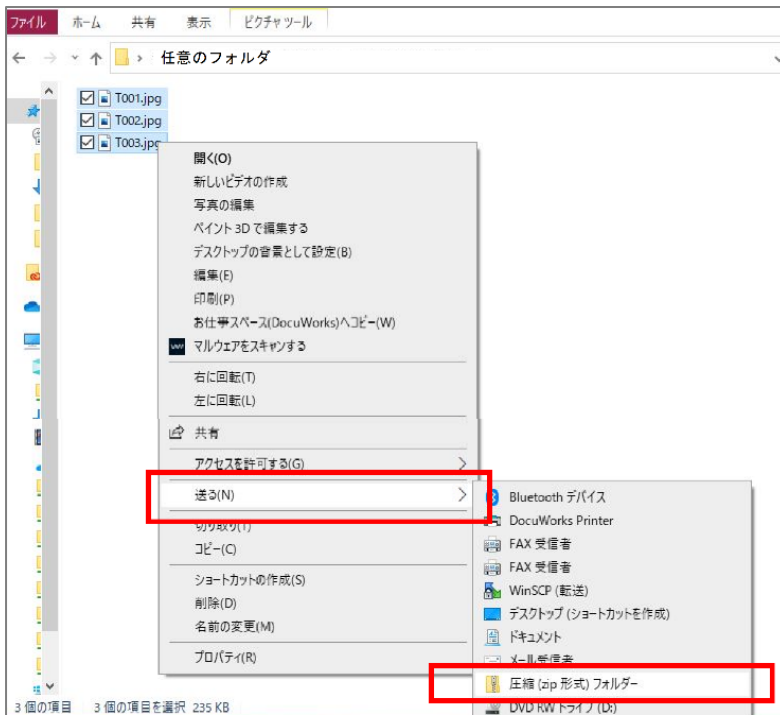 ファイル ホーム 共有 表示 ピクチャ ツール
任意のフォルダ
T001.jpg
T002.jpg
T003.jpg
開く(O)
新しいビデオの作成
写真の編集
ペイント 3D で編集する
デスクトップの背景として設定(B)
編集(E)
印刷(P)
お仕事スペース(DocuWorks)へコピー(W)
マルウェアをスキャンする
右に回転(T)
左に回転(L)
共有
アクセスを許可する(G)
送る(N)
切り取り(T)
コピー(C)
ショートカットの作成(S)
削除(D)
名前の変更(M)
プロパティ(R)
Bluetooth デバイス
DocuWorks Printer
FAX 受信者
FAX 受信者
WinSCP (転送)
デスクトップ (ショートカットを作成)
ドキュメント
メール受信者
圧縮 (zip 形式) フォルダー
DVD RW ドライブ (D:)
3 個の項目 3 個の項目を選択 235 KB